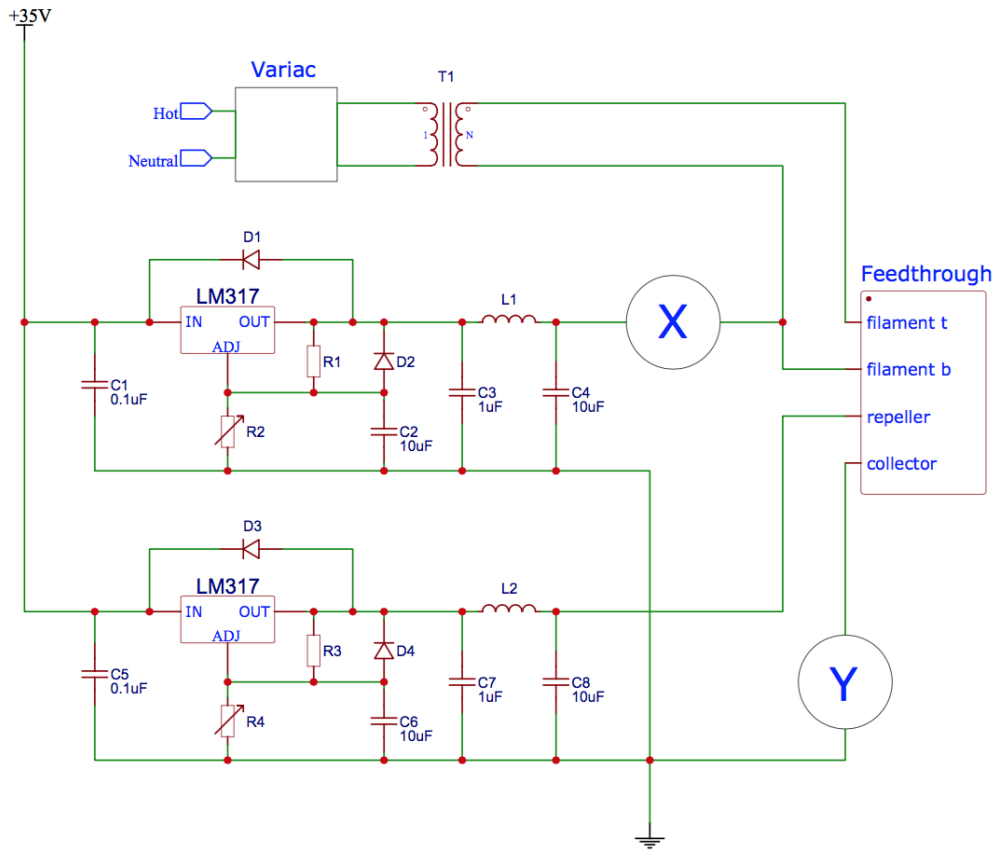 +35V
Variac
T1
Hot
1
N
Neutral
D1
Feedthrough
LM317
L1
IN
OUT
X
filament t
ADJ
R1
D2
filament b
C1
0.1uF
C3
1uF
C4
10uF
repeller
R2
C2
10uF
collector
D3
LM317
L2
IN
OUT
ADJ
R3
D4
C5
0.1uF
C7
1uF
C8
10uF
Y
R4
C6
10uF